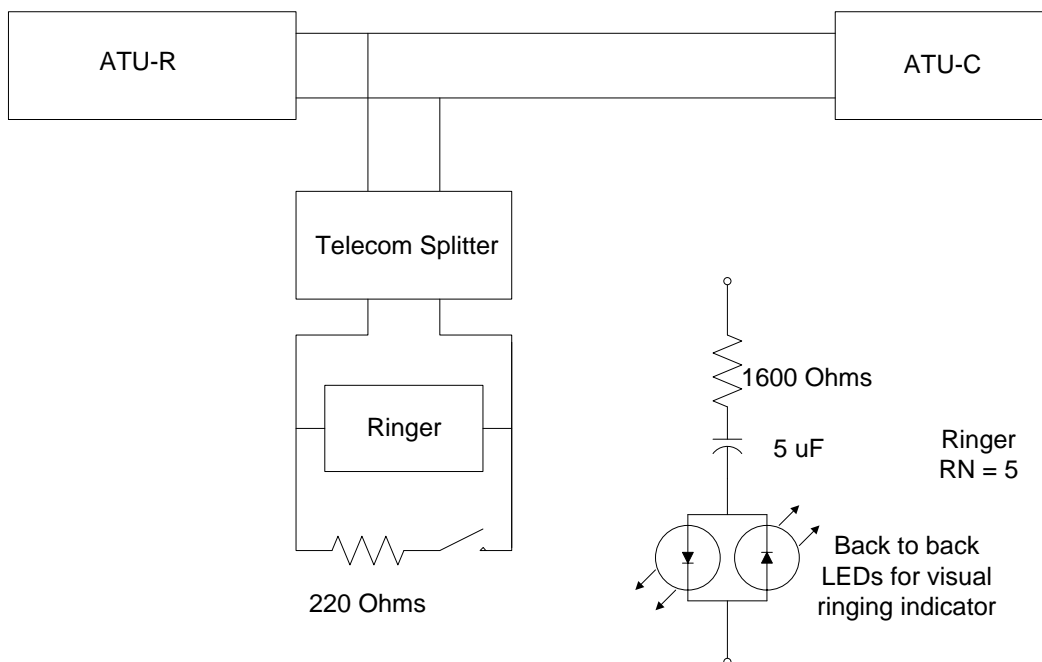 ATU-R
ATU-C
Telecom Splitter
Ringer
220 Ohms
1600 Ohms
5 uF
Ringer
RN = 5
Back to back
LEDs for visual
ringing indicator